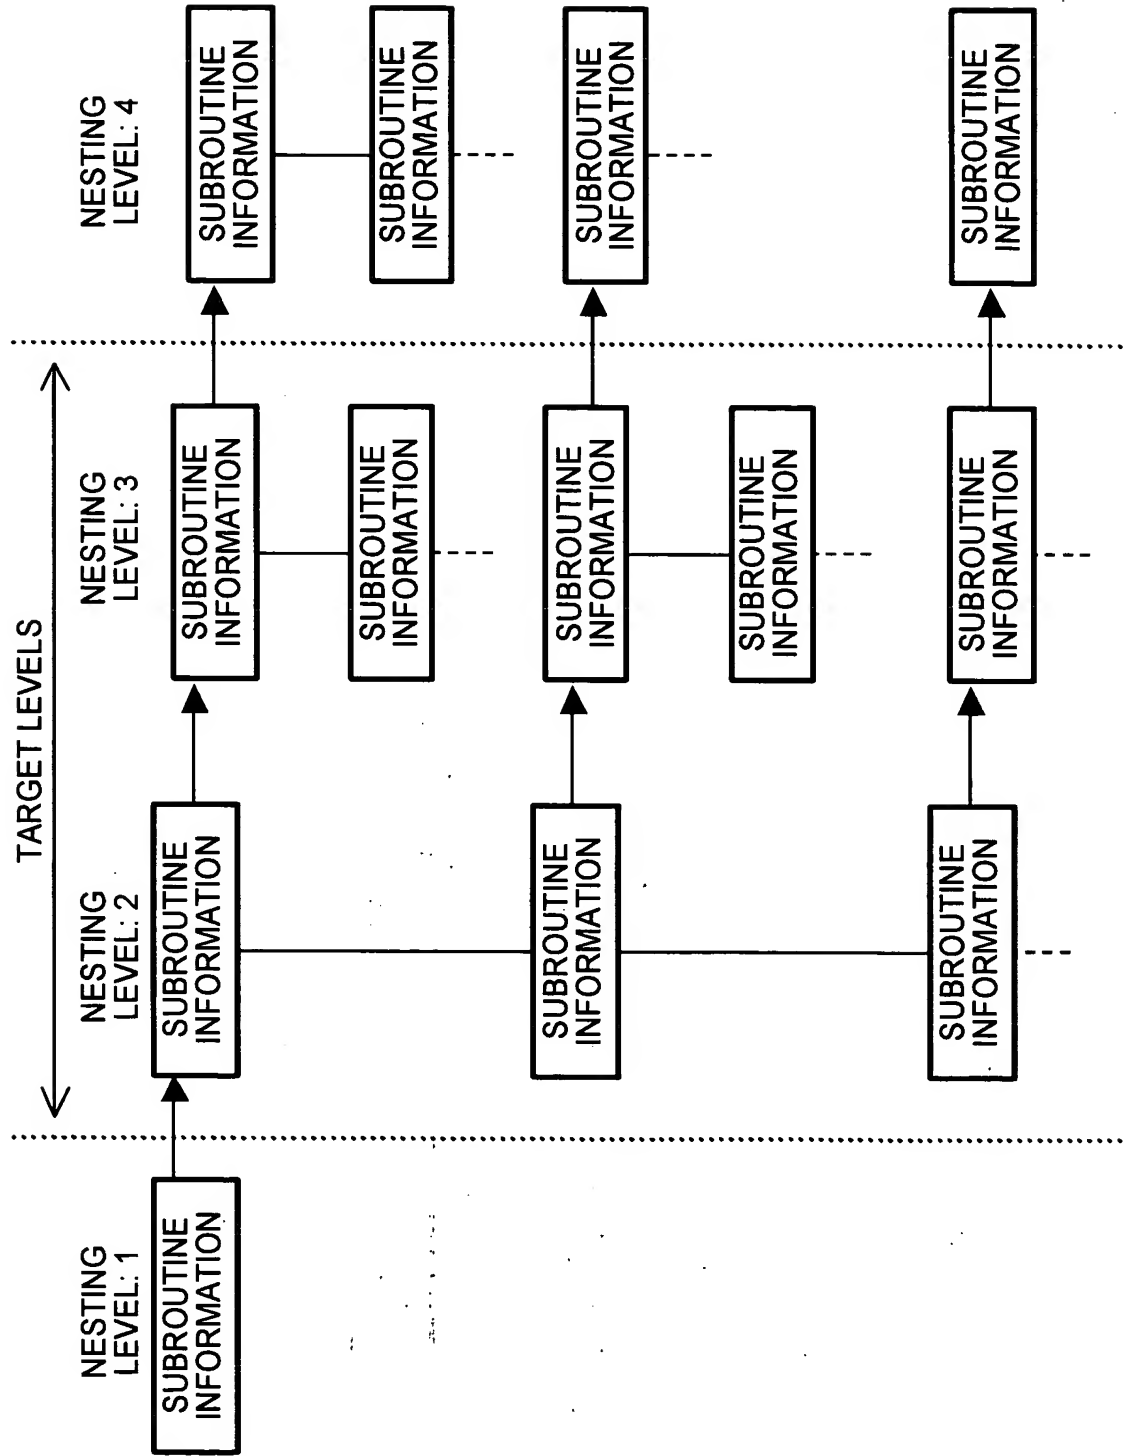 TARGET LEVELS
NESTING
LEVEL: 1
NESTING
LEVEL: 2
NESTING
LEVEL: 3
NESTING
LEVEL: 4
SUBROUTINE
INFORMATION
SUBROUTINE
INFORMATION
SUBROUTINE
INFORMATION
SUBROUTINE
INFORMATION
SUBROUTINE
INFORMATION
SUBROUTINE
INFORMATION
SUBROUTINE
INFORMATION
SUBROUTINE
INFORMATION
SUBROUTINE
INFORMATION
SUBROUTINE
INFORMATION
SUBROUTINE
INFORMATION
SUBROUTINE
INFORMATION
SUBROUTINE
INFORMATION